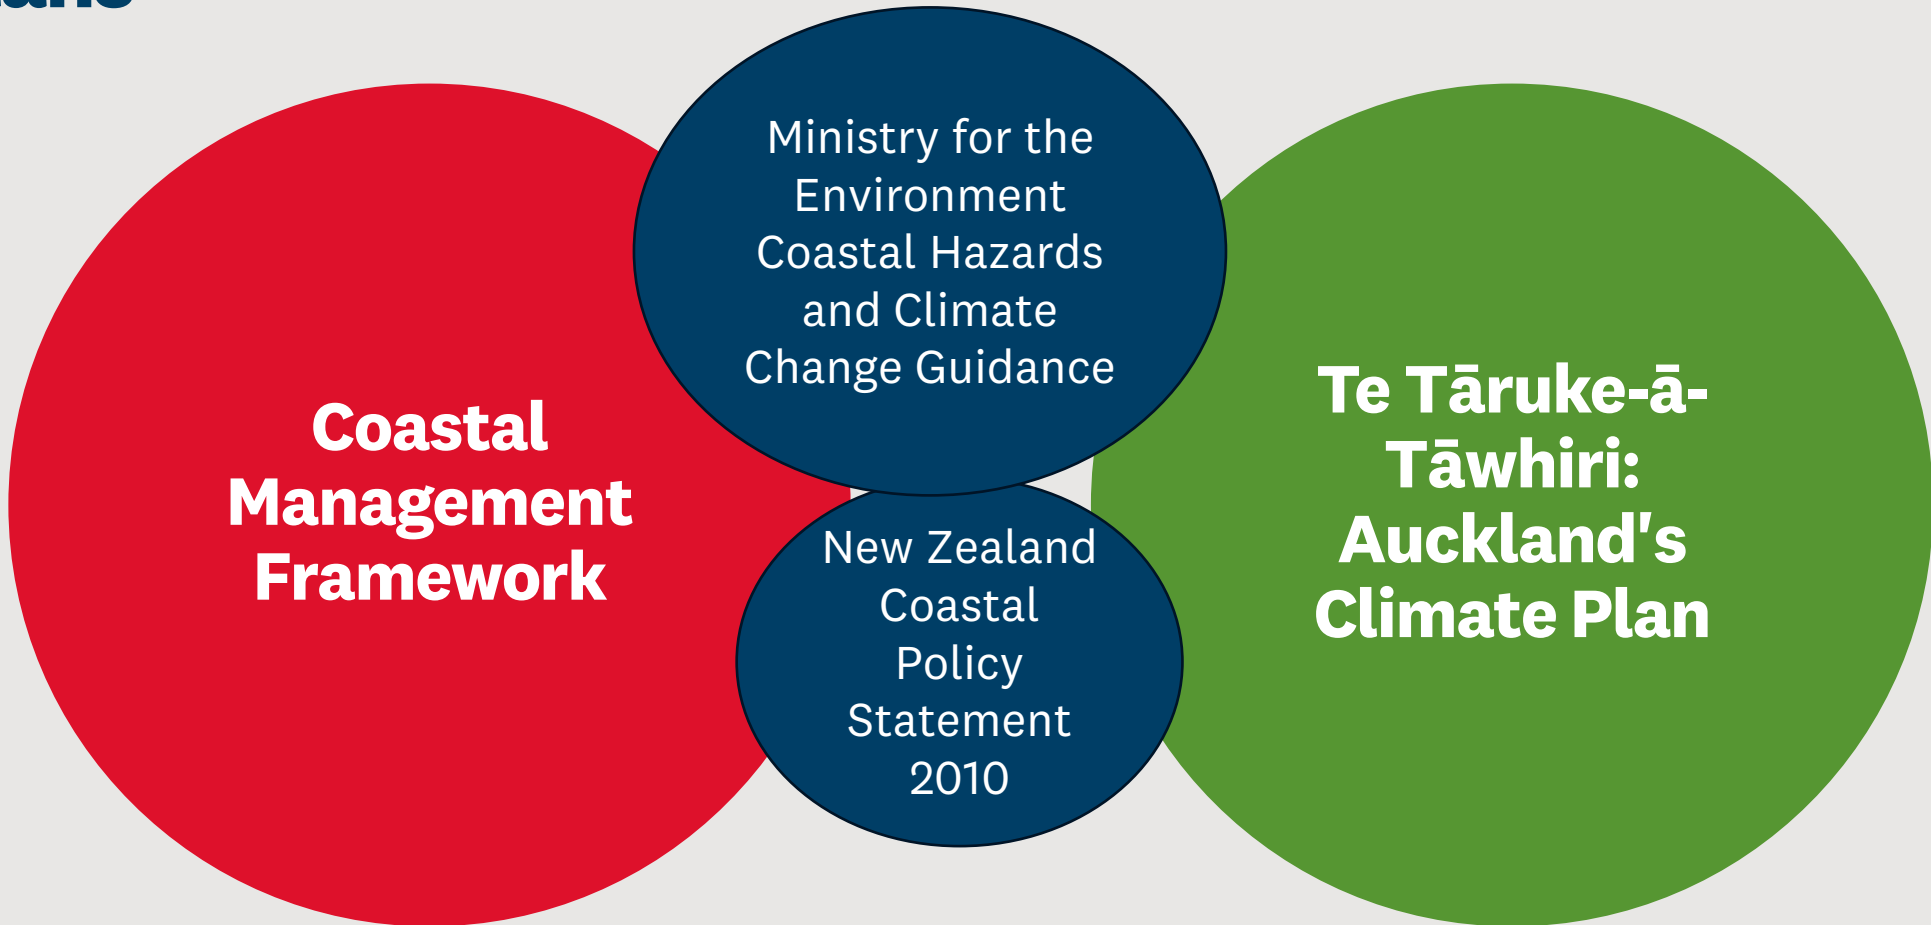 Ministry for the
Environment
Coastal Hazards
and Climate
Change Guidance
Coastal
Management
Framework
New Zealand
Coastal
Policy
Statement
2010
Te Tāruke-ā-
Tāwhiri:
Auckland's
Climate Plan